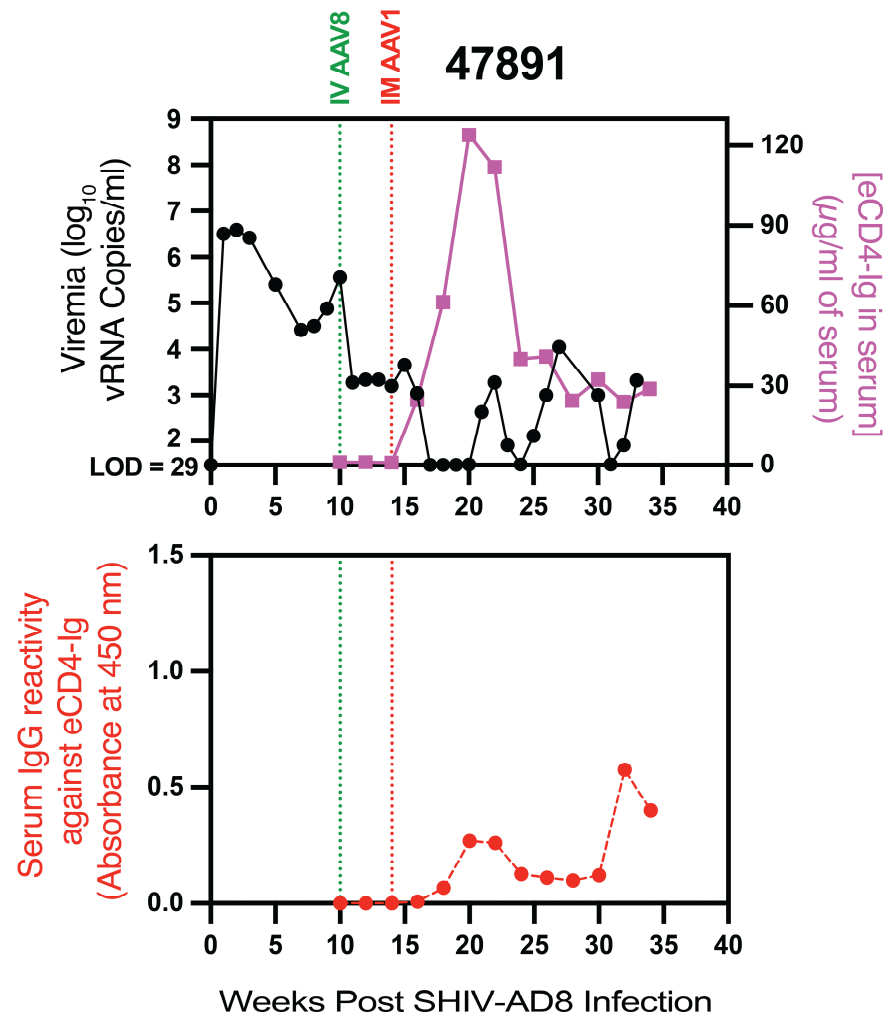 IV AAV8
IM AAV1
47891
Viremia (log10
vRNA Copies/ml)
9
8
7
6
5
4
3
2
LOD = 29
120
90
60
30
0
[eCD4-Ig in serum]
(µg/ml of serum)
0 5 10 15 20 25 30 35 40
Serum IgG reactivity
against eCD4-Ig
(Absorbance at 450 nm)
1.5
1.0
0.5
0.0
0 5 10 15 20 25 30 35 40
Weeks Post SHIV-AD8 Infection